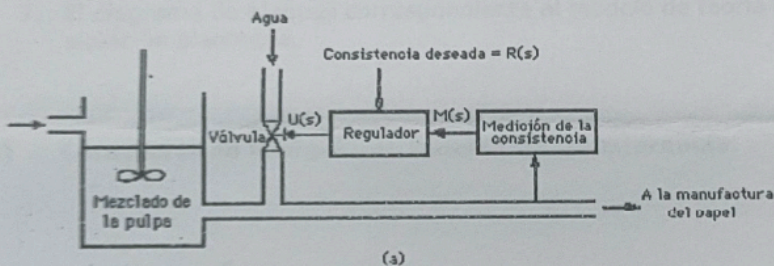 Agua
Consistencia deseada = R(s)
U(s)
M(s)
Válvula
Regulador
Medición de la
consistencia
Mezclado de
la pulpa
A la manufactura
del papel
(a)